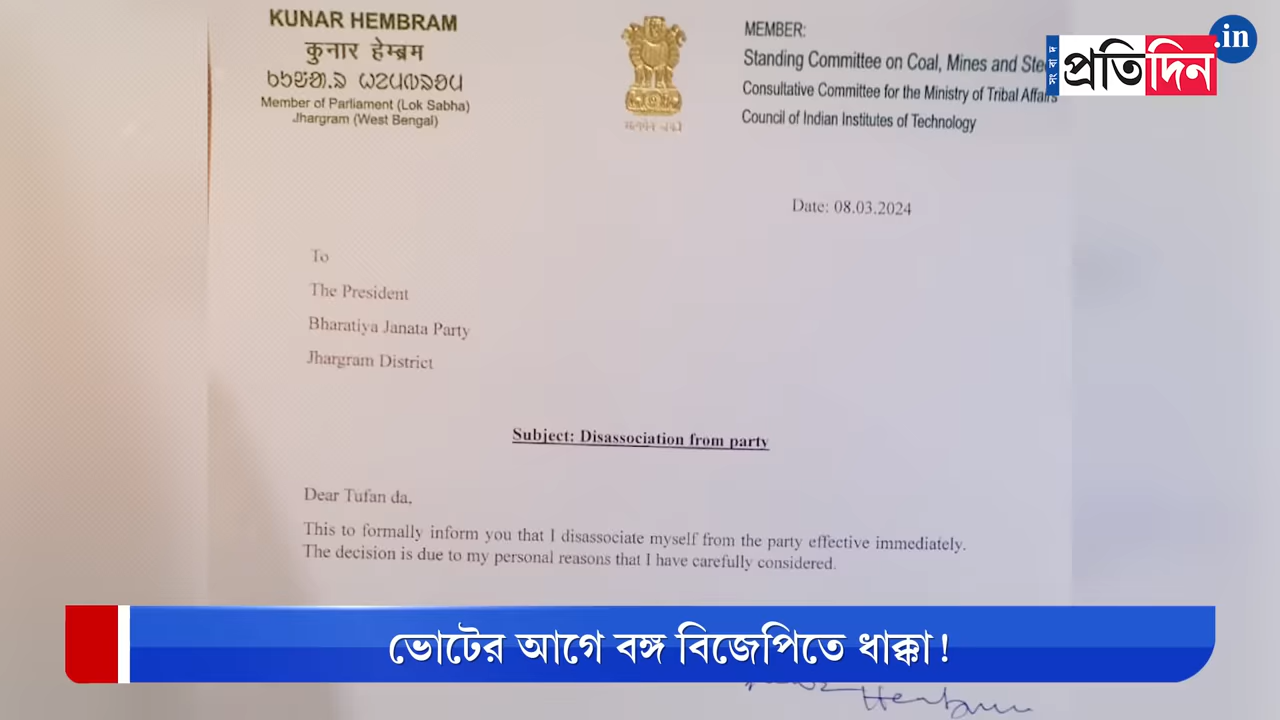 KUNAR HEMBRAM
कुनार हेम्ब्रम
Member of Parliament (Lok Sabha)
Jhargram (West Bengal)
MEMBER:
Standing Committee on Coal, Mines and Stee
Consultative Committee for the Ministry of Tribal Affairs
Council of Indian Institutes of Technology
সংবাদ প্রতিদিন .in
Date: 08.03.2024
To
The President
Bharatiya Janata Party
Jhargram District
Subject: Disassociation from party
Dear Tufan da,
This to formally inform you that I disassociate myself from the party effective immediately.
The decision is due to my personal reasons that I have carefully considered.
ভোটের আগে বঙ্গ বিজেপিতে ধাক্কা!
Hembram